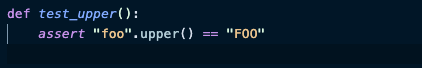 def test_upper():
    assert "foo".upper() == "FOO"